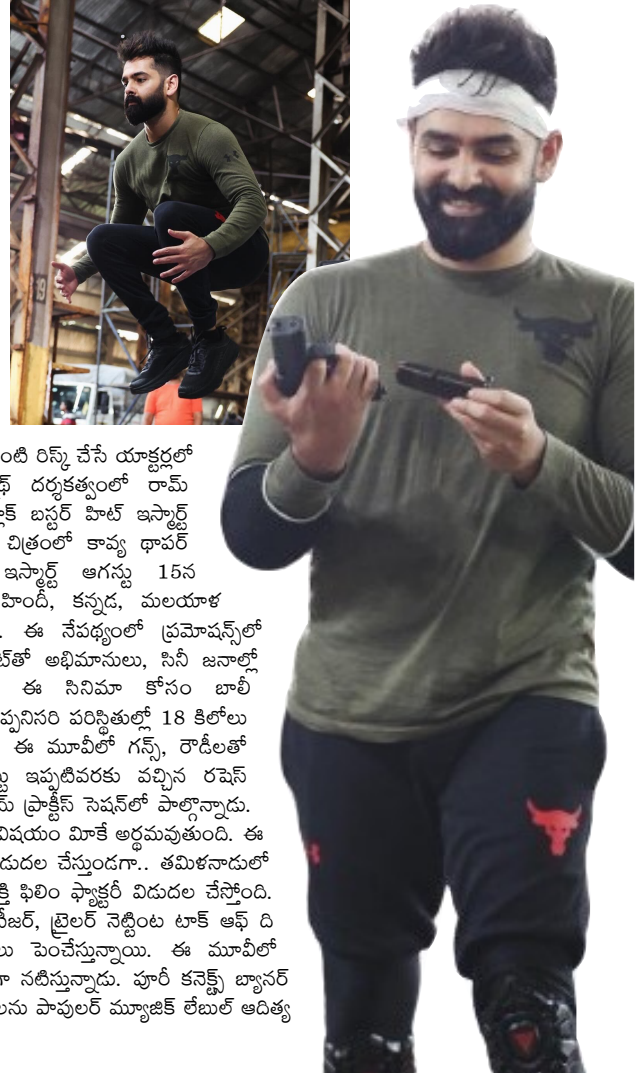 19
ంటి రిస్క్ చేసే యాక్టర్లలో
థ్ దర్శకత్వంలో రామ్
క్ బస్టర్ హిట్ ఇస్మార్ట్
చిత్రంలో కావ్య థాపర్
ఇస్మార్ట్ ఆగస్టు 15న
హిందీ, కన్నడ, మలయాళ
. ఈ నేపథ్యంలో ప్రమోషన్స్‌లో
ట్‌తో అభిమానులు, సినీ జనాల్లో
ఈ సినిమా కోసం బాలీ
ప్పనిసరి పరిస్థితుల్లో 18 కిలోలు
ఈ మూవీలో గన్స్, రౌడీలతో
ట్టు ఇప్పటివరకు వచ్చిన రషెస్
మ్ ప్రాక్టీస్ సెషన్‌లో పాల్గొన్నాడు.
విషయం మీకే అర్థమవుతుంది. ఈ
డుదల చేస్తుండగా.. తమిళనాడులో
క్తి ఫిలిం ఫ్యాక్టరీ విడుదల చేస్తోంది.
జర్, ట్రైలర్ నెట్టింట టాక్ ఆఫ్ ది
లు పెంచేస్తున్నాయి. ఈ మూవీలో
గా నటిస్తున్నాడు. పూరీ కనెక్ట్స్ బ్యానర్
లను పాపులర్ మ్యూజిక్ లేబుల్ ఆదిత్య